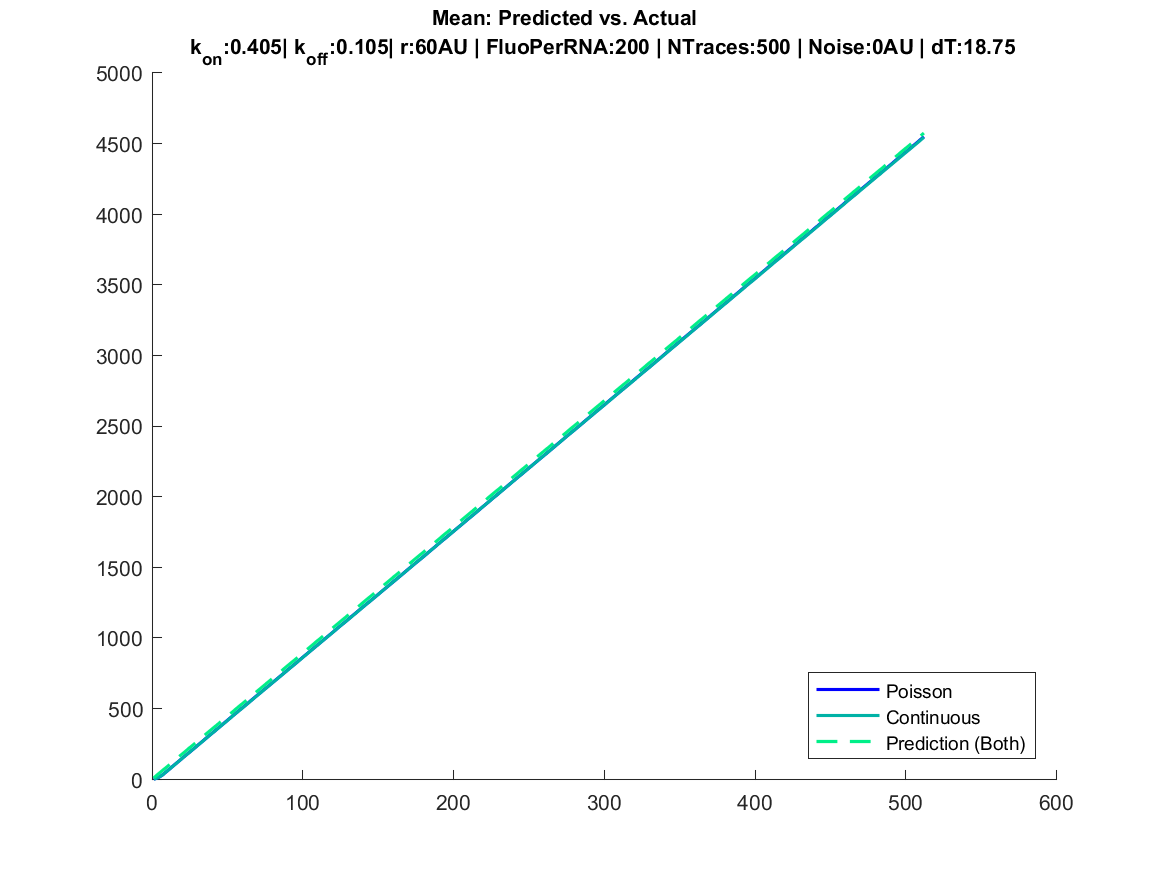 Mean: Predicted vs. Actual
kon:0.405| koff:0.105| r:60AU | FluoPerRNA:200 | NTraces:500 | Noise:0AU | dT:18.75
5000
4500
4000
3500
3000
2500
2000
1500
1000
500
0
Poisson
Continuous
Prediction (Both)
0 100 200 300 400 500 600